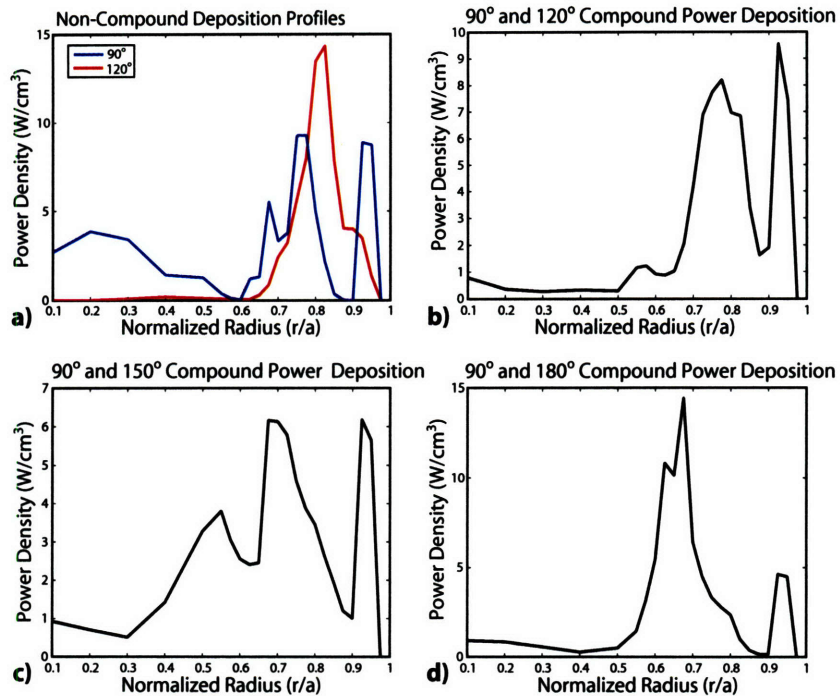 Non-Compound Deposition Profiles
15
10
5
0
90°
120°
Power Density (W/cm³)
0.1 0.2 0.3 0.4 0.5 0.6 0.7 0.8 0.9 1
Normalized Radius (r/a)
a)
90° and 120° Compound Power Deposition
10
9
8
7
6
5
4
3
2
1
0
Power Density (W/cm³)
0.1 0.2 0.3 0.4 0.5 0.6 0.7 0.8 0.9 1
Normalized Radius (r/a)
b)
90° and 150° Compound Power Deposition
7
6
5
4
3
2
1
0
Power Density (W/cm³)
0.1 0.2 0.3 0.4 0.5 0.6 0.7 0.8 0.9 1
Normalized Radius (r/a)
c)
90° and 180° Compound Power Deposition
15
10
5
0
Power Density (W/cm³)
0.1 0.2 0.3 0.4 0.5 0.6 0.7 0.8 0.9 1
Normalized Radius (r/a)
d)